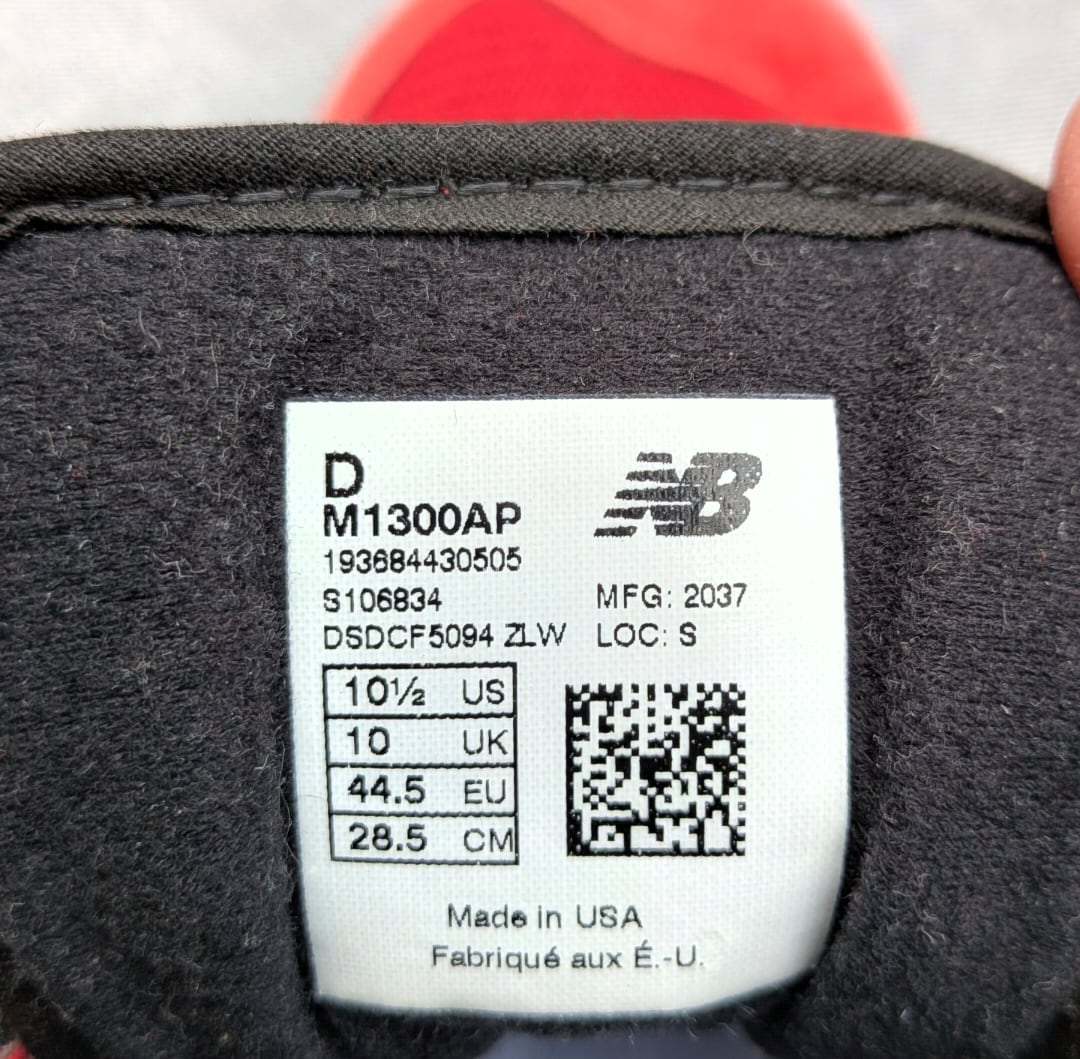 D
NB
M1300AP
193684430505
S106834 MFG: 2037
DSDCF5094 ZLW LOC: S
10½ US
10 UK
44.5 EU
28.5 CM
Made in USA
Fabriqué aux É.-U.